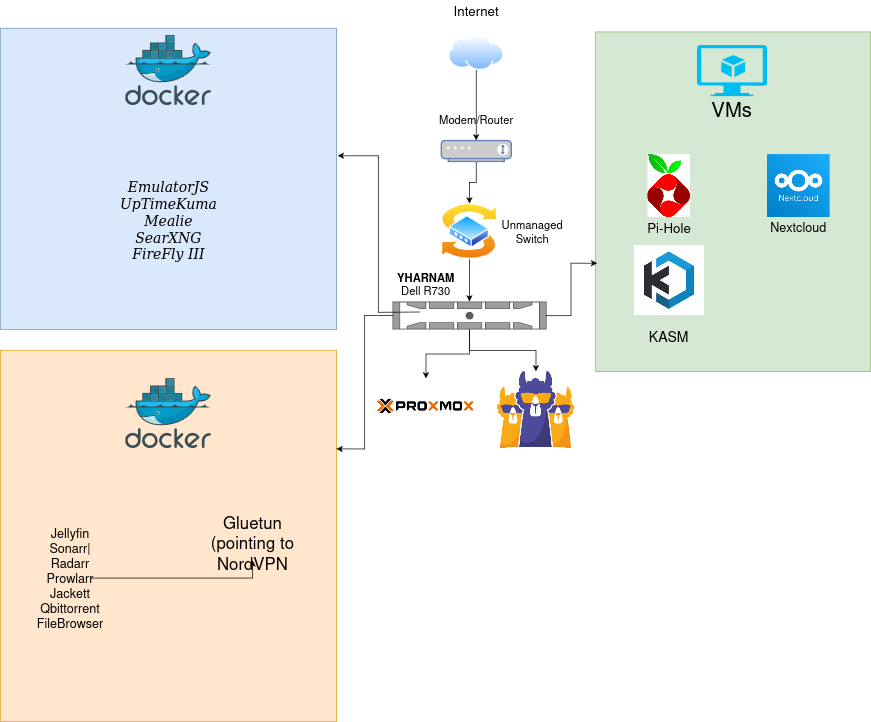 Internet
docker
VMs
Modem/Router
EmulatorJS
UpTimeKuma
Mealie
SearXNG
FireFly III
Pi-Hole
Nextcloud
Nextcloud
Unmanaged
Switch
YHARNAM
Dell R730
KASM
PROXMOX
docker
Jellyfin
Sonarr|
Radarr
Prowlarr
Jackett
Qbittorrent
FileBrowser
Gluetun
(pointing to
NordVPN